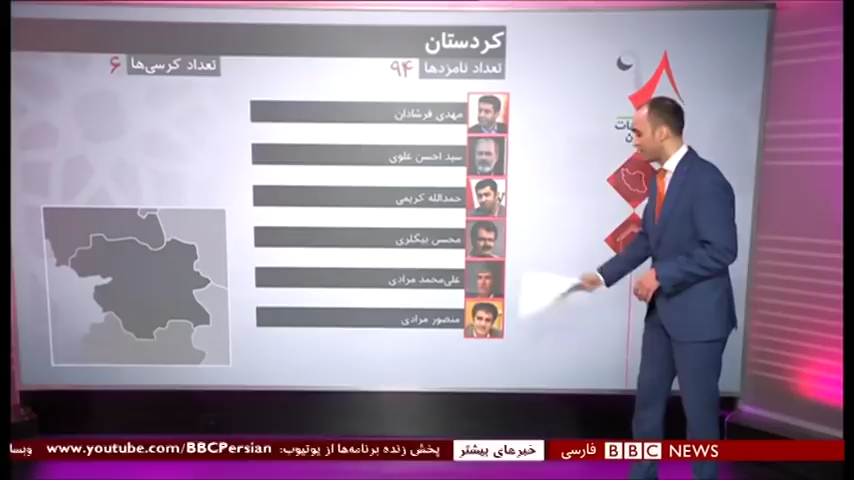 کردستان
تعداد نامزدها ۹۴
تعداد کرسی‌ها ۶
مهدی فرشادان
سید احسن علوی
حمدالله کریمی
محسن بیگلری
علی‌محمد مرادی
منصور مرادی
BBC NEWS فارسی
خبرهای بیشتر
پخش زنده برنامه‌ها از یوتیوب: www.youtube.com/BBCPersian